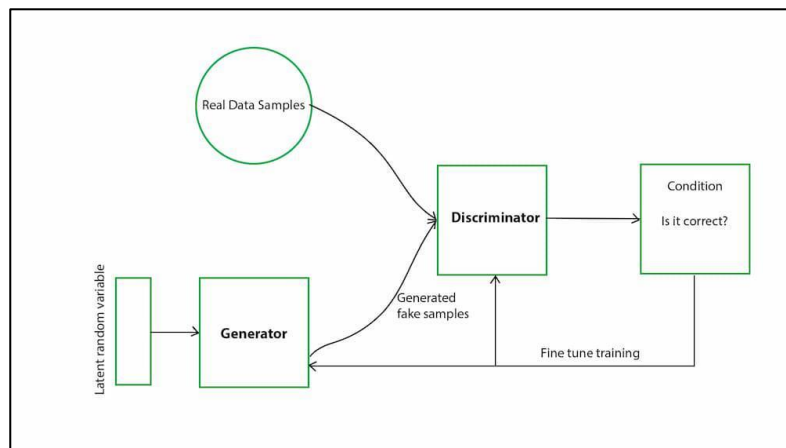 Real Data Samples
Condition
Discriminator
Is it correct?
Generated
fake samples
Latent random variable
Generator
Fine tune training